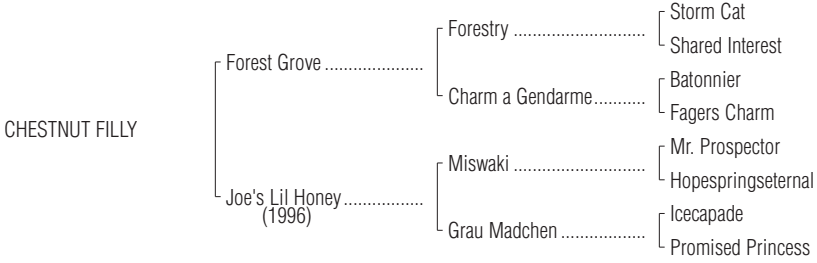 Storm Cat
Forestry ...........................
Shared Interest
Forest Grove .....................
Batonnier
Charm a Gendarme...........
Fagers Charm
CHESTNUT FILLY
Mr. Prospector
Miswaki ...........................
Hopespringseternal
Joe's Lil Honey.................
(1996)
Icecapade
Grau Madchen ..................
Promised Princess